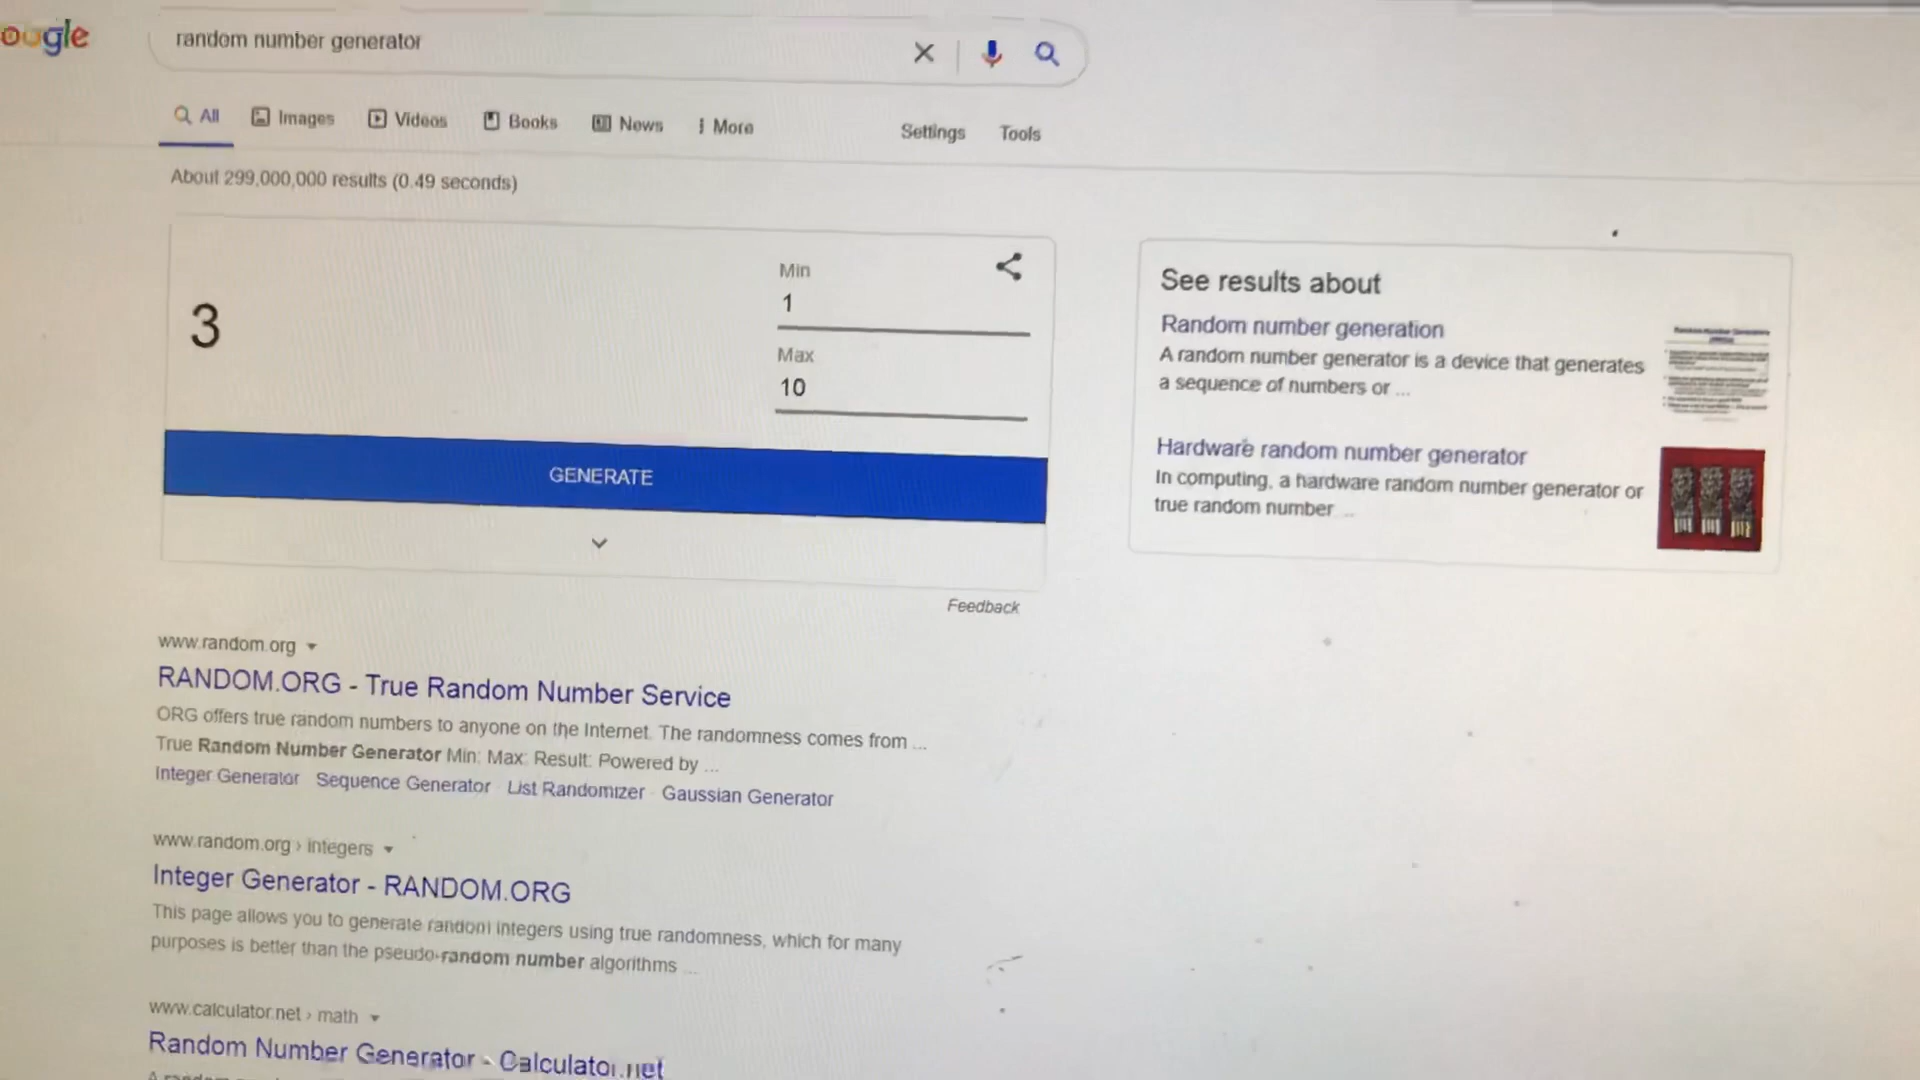 oogle
random number generator
All Images Videos Books News More Settings Tools
About 299,000,000 results (0.49 seconds)
3
Min
1
Max
10
GENERATE
Feedback
See results about
Random number generation
A random number generator is a device that generates
a sequence of numbers or ...
Hardware random number generator
In computing, a hardware random number generator or
true random number ...
www.random.org
RANDOM.ORG - True Random Number Service
ORG offers true random numbers to anyone on the Internet. The randomness comes from ...
True Random Number Generator Min: Max: Result: Powered by ...
Integer Generator · Sequence Generator · List Randomizer · Gaussian Generator
www.random.org › integers
Integer Generator - RANDOM.ORG
This page allows you to generate random integers using true randomness, which for many
purposes is better than the pseudo-random number algorithms ...
www.calculator.net › math
Random Number Generator - Calculator.net